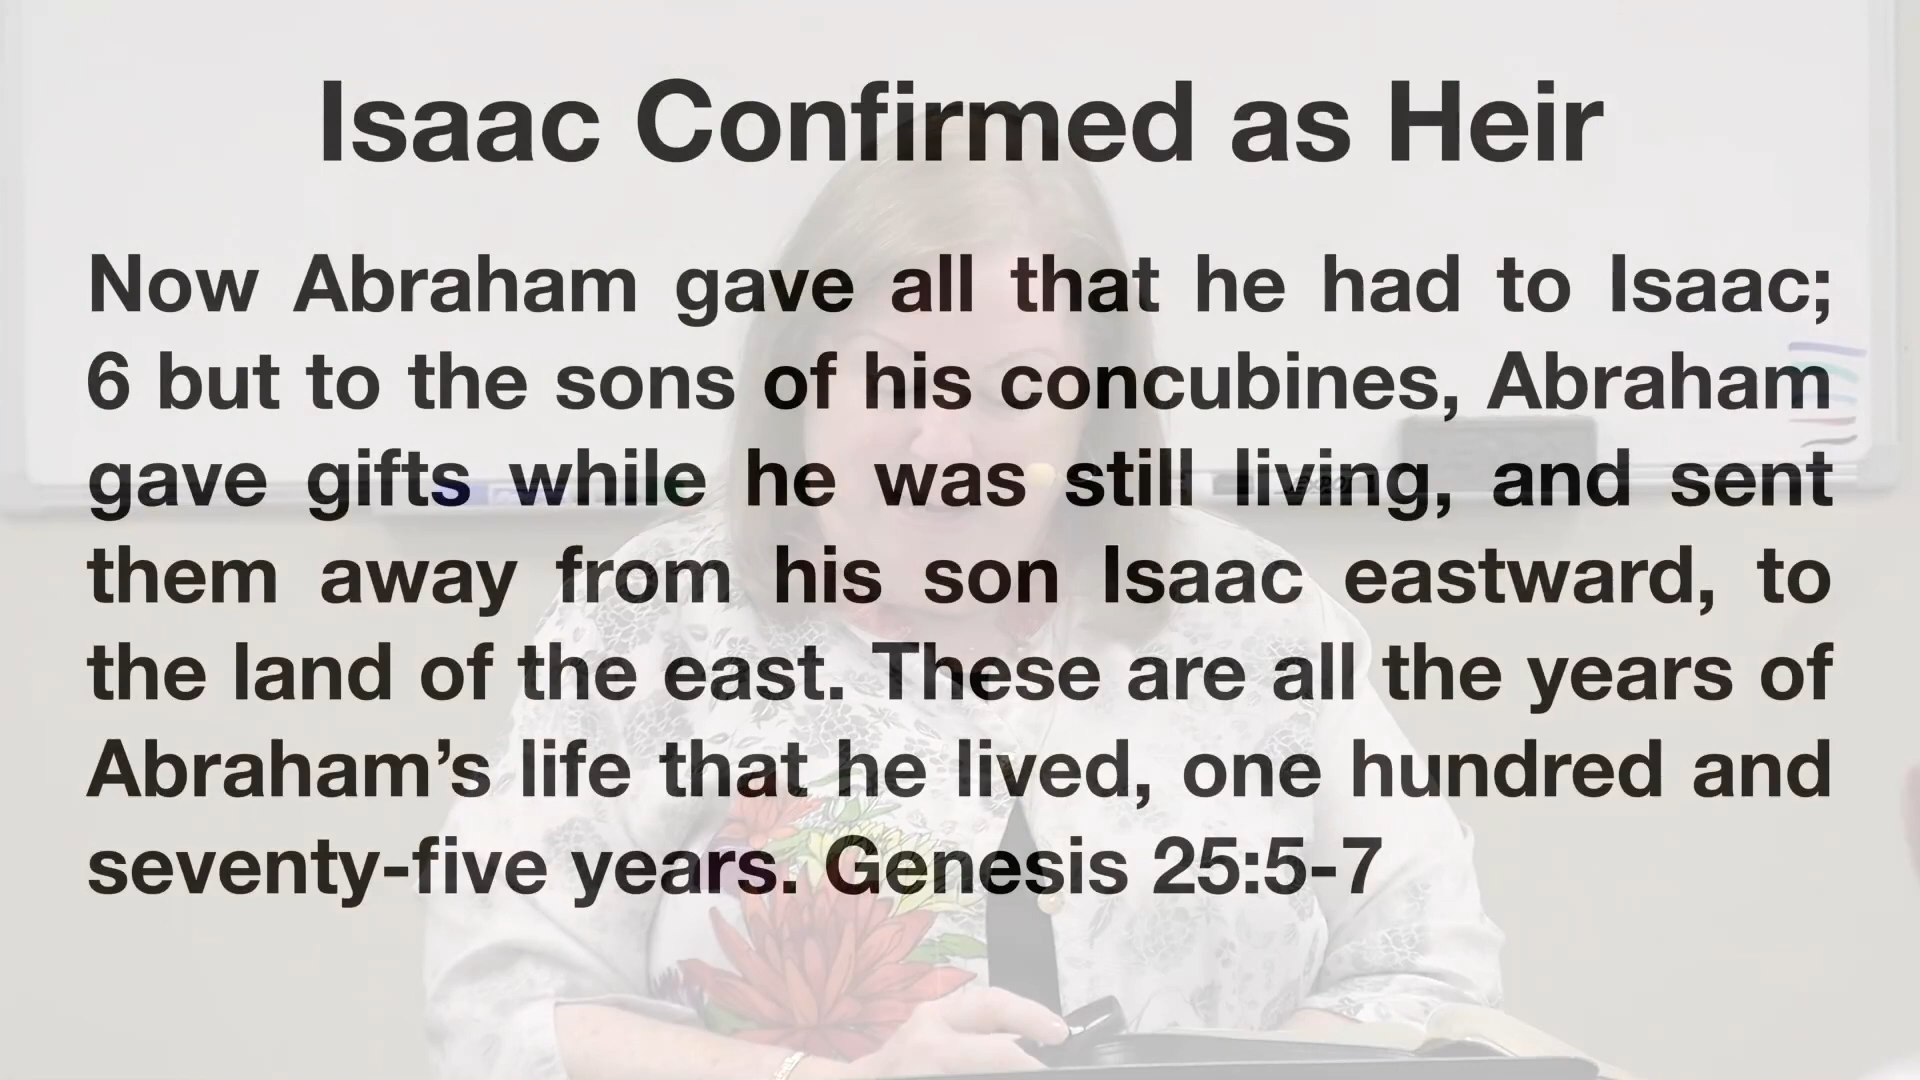 Isaac Confirmed as Heir
Now Abraham gave all that he had to Isaac;
6 but to the sons of his concubines, Abraham
gave gifts while he was still living, and sent
them away from his son Isaac eastward, to
the land of the east. These are all the years of
Abraham’s life that he lived, one hundred and
seventy-five years. Genesis 25:5-7